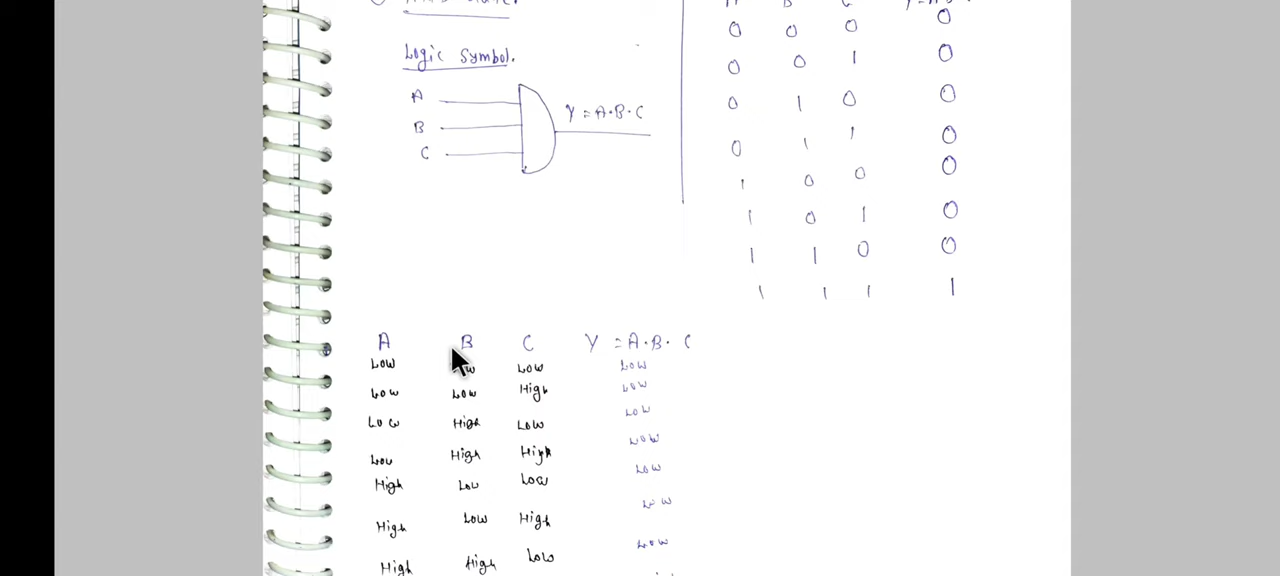 Logic Symbol.
A
B
C
Y = A·B·C
0 0 0 0
0 0 1 0
0 1 0 0
0 1 1 0
1 0 0 0
1 0 1 0
1 1 0 0
1 1 1 1
A B C Y = A·B·C
Low Low Low
Low Low High Low
Low High Low Low
Low High High Low
High Low Low Low
High Low High Low
High High Low Low